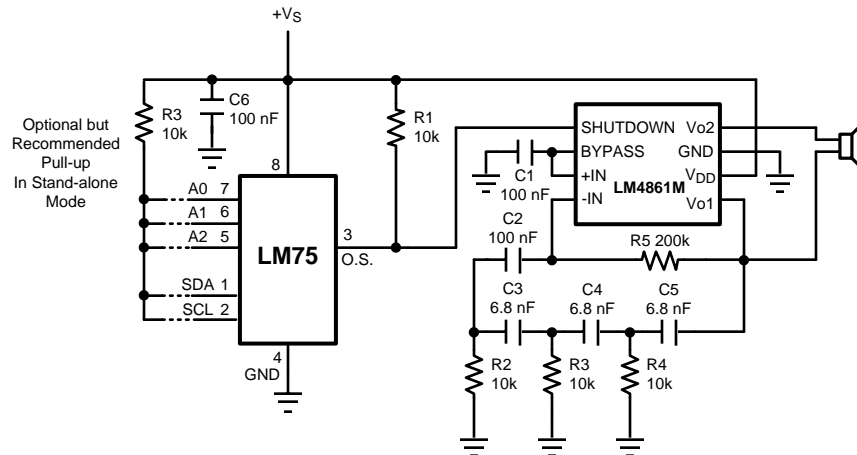 +VS
Optional but
Recommended
Pull-up
In Stand-alone
Mode
R3
10k
C6
100 nF
R1
10k
8
A0 7
A1 6
A2 5
SDA 1
SCL 2
LM75
3
O.S.
4
GND
SHUTDOWN
BYPASS
+IN
-IN
LM4861M
Vo2
GND
VDD
Vo1
C1
100 nF
C2
100 nF
R5 200k
C3
6.8 nF
C4
6.8 nF
C5
6.8 nF
R2
10k
R3
10k
R4
10k